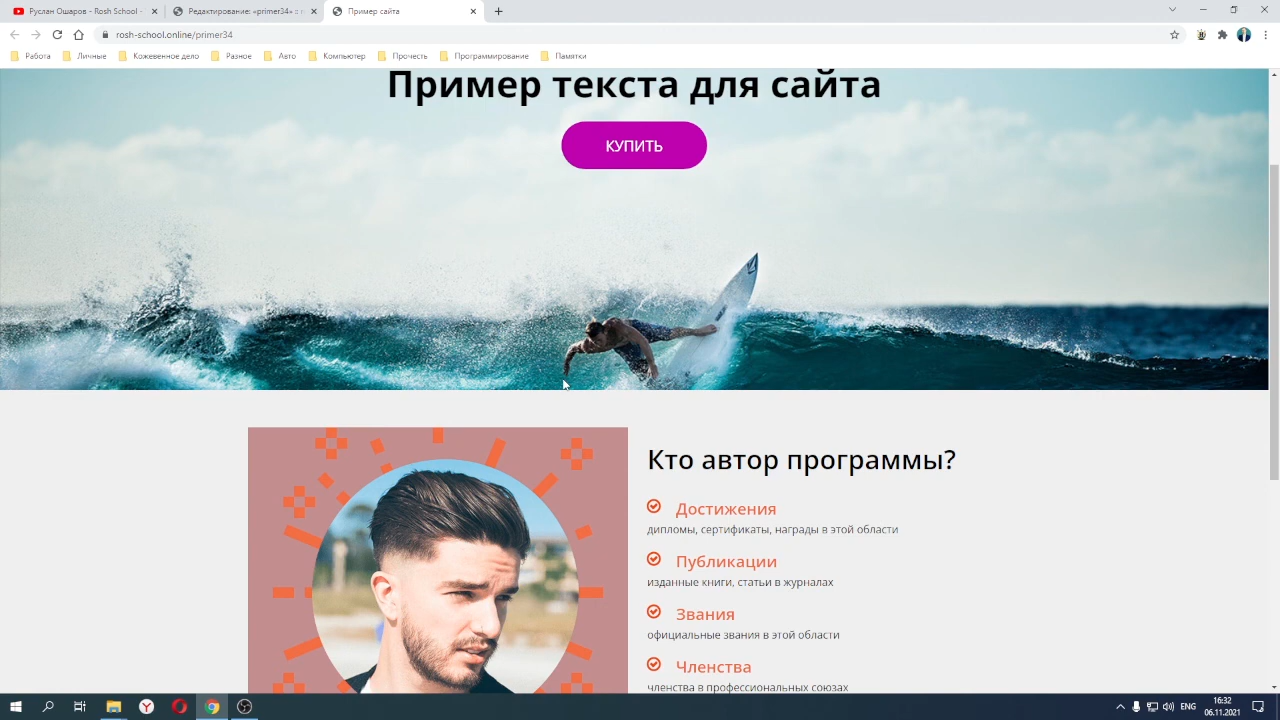 Руслан Ошаров - Rosh School -
Редактирование: «primer34» ::
Пример сайта
rosh-school.online/primer34
Работа
Личные
Кожевенное дело
Разное
Авто
Компьютер
Прочесть
Программирование
Памятки
Пример текста для сайта
КУПИТЬ
Кто автор программы?
Достижения
дипломы, сертификаты, награды в этой области
Публикации
изданные книги, статьи в журналах
Звания
официальные звания в этой области
Членства
членства в профессиональных союзах
ENG
16:32
06.11.2021